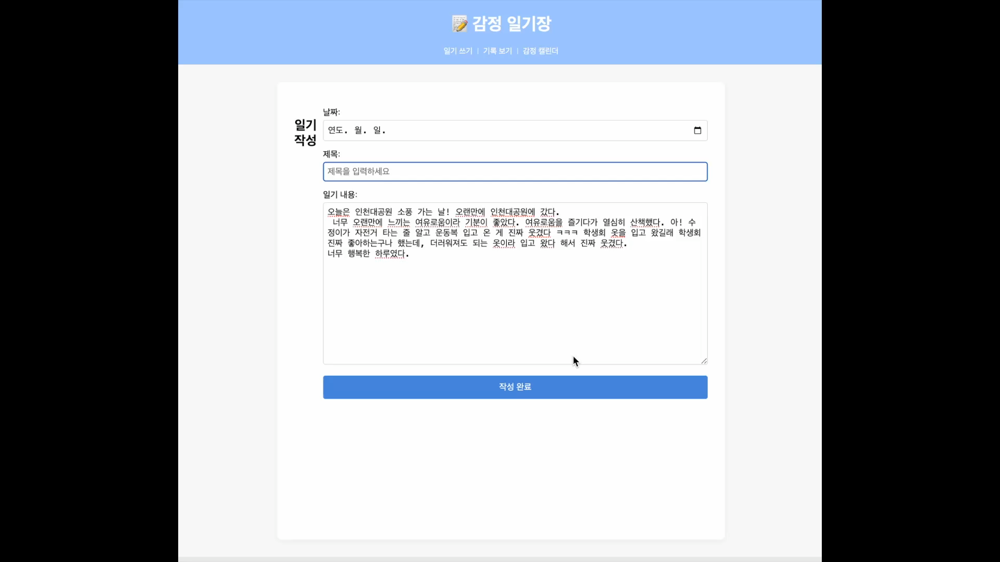 감정 일기장
일기 쓰기 | 기록 보기 | 감정 캘린더
일기
작성
날짜:
연도. 월. 일.
제목:
제목을 입력하세요
일기 내용:
오늘은 인천대공원 소풍 가는 날! 오랜만에 인천대공원에 갔다.
너무 오랜만에 느끼는 여유로움이라 기분이 좋았다. 여유로움을 즐기다가 열심히 산책했다. 아! 수
정이가 자전거 타는 줄 알고 운동복 입고 온 게 진짜 웃겼다 ㅋㅋㅋ 학생회 옷을 입고 왔길래 학생회
진짜 좋아하는구나 했는데, 더러워져도 되는 옷이라 입고 왔다 해서 진짜 웃겼다.
너무 행복한 하루였다.
작성 완료